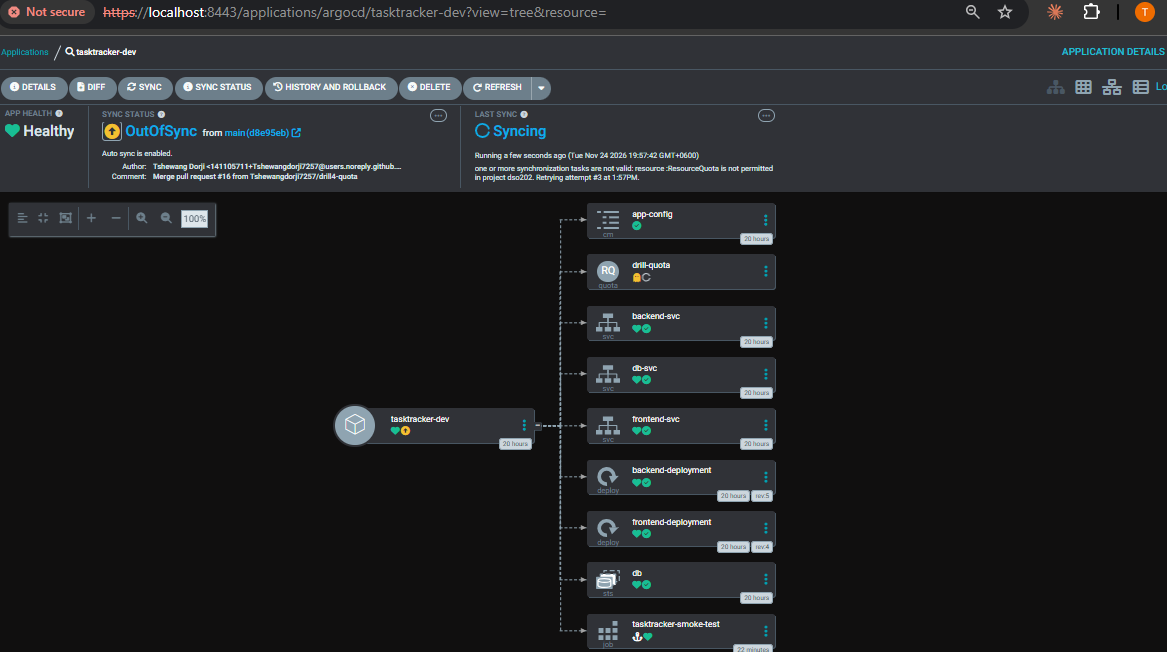 Not secure https://localhost:8443/applications/argocd/tasktracker-dev?view=tree&resource= T
Applications / tasktracker-dev APPLICATION DETAILS
DETAILS DIFF SYNC SYNC STATUS HISTORY AND ROLLBACK DELETE REFRESH Lo
APP HEALTH
Healthy
SYNC STATUS
OutOfSync from main (d8e95eb)
Auto sync is enabled.
Author: Tshewang Dorji <141105711+Tshewangdorji7257@users.noreply.github....
Comment: Merge pull request #16 from Tshewangdorji7257/drill4-quota
LAST SYNC
Syncing
Running a few seconds ago (Tue Nov 24 2026 19:57:42 GMT+0600)
one or more synchronization tasks are not valid: resource :ResourceQuota is not permitted
in project dso202. Retrying attempt #3 at 1:57PM.
100%
app-config
cm
20 hours
drill-quota
RQ
quota
backend-svc
svc
20 hours
db-svc
svc
20 hours
tasktracker-dev
20 hours
frontend-svc
svc
20 hours
backend-deployment
deploy
20 hours rev:5
frontend-deployment
deploy
20 hours rev:4
db
sts
20 hours
tasktracker-smoke-test
job
22 minutes